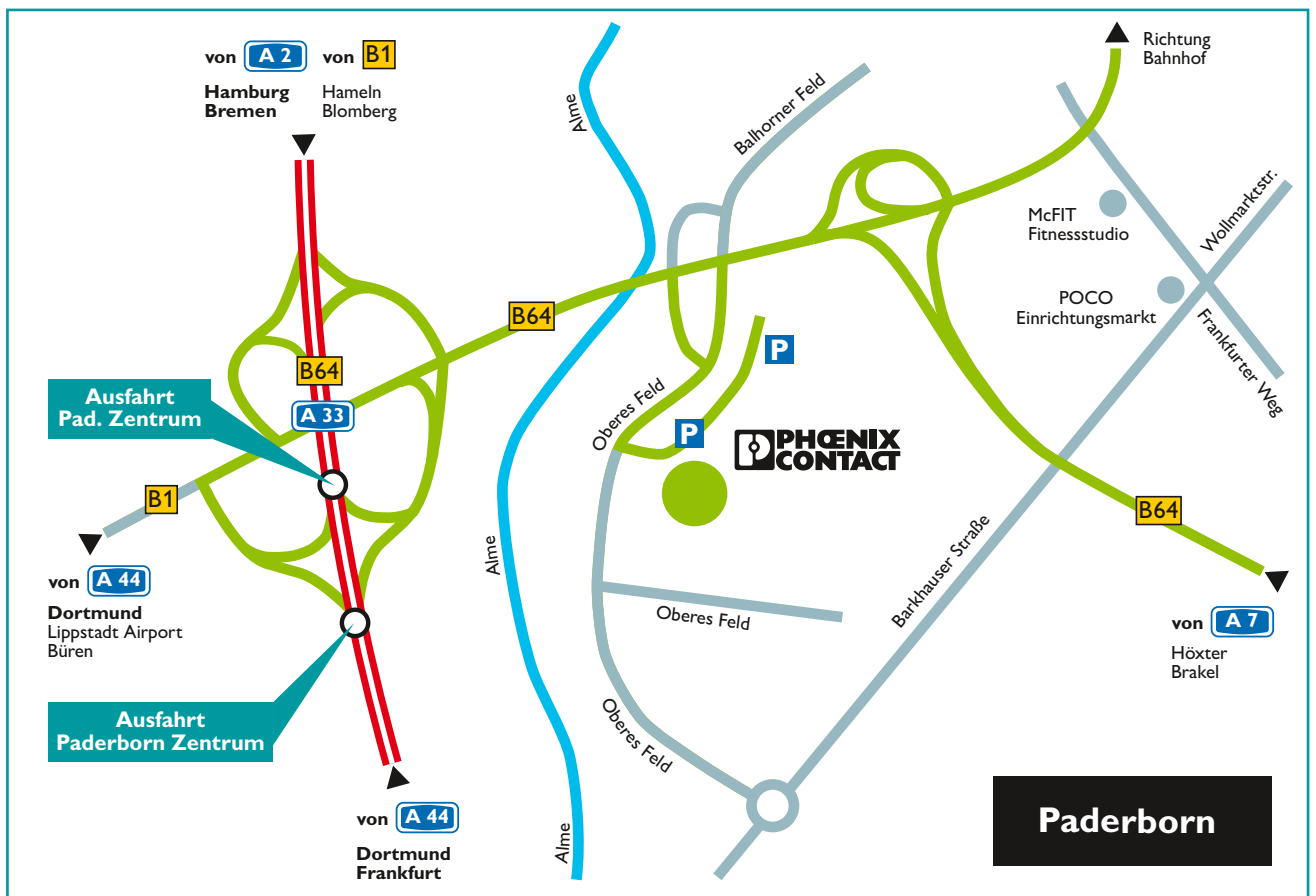 von A 2 von B1
Hamburg
Bremen
Hameln
Blomberg
Alme
Balhorner Feld
Richtung
Bahnhof
McFIT
Fitnessstudio
Wollmarktstr.
POCO
Einrichtungsmarkt
Frankfurter Weg
B64
B64
A 33
Ausfahrt
Pad. Zentrum
P
Oberes Feld
P
PHŒNIX
CONTACT
B1
B64
von A 44
Dortmund
Lippstadt Airport
Büren
Alme
Oberes Feld
Barkhauser Straße
von A 7
Höxter
Brakel
Ausfahrt
Paderborn Zentrum
Oberes Feld
von A 44
Dortmund
Frankfurt
Alme
Paderborn